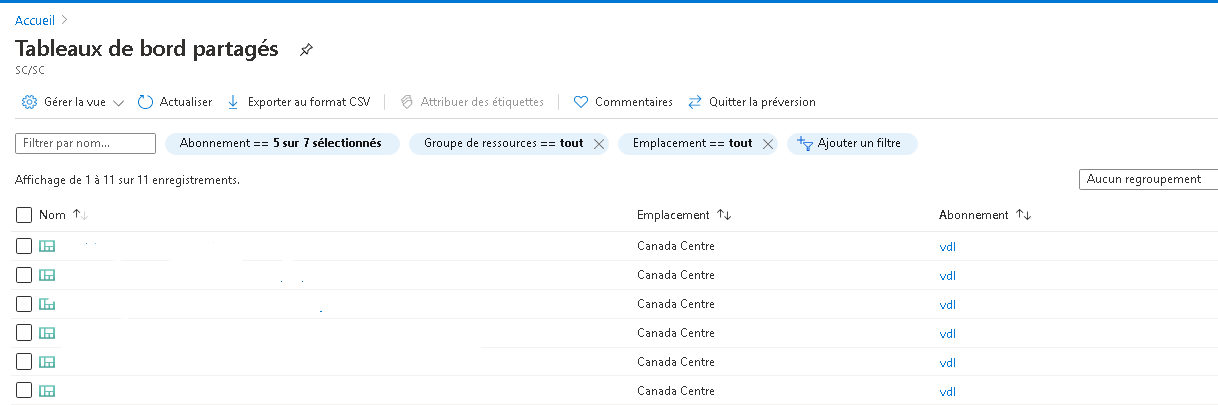 Accueil
Tableaux de bord partagés
SC/SC
Gérer la vue Actualiser Exporter au format CSV Attribuer des étiquettes Commentaires Quitter la préversion
Filtrer par nom... Abonnement == 5 sur 7 sélectionnés Groupe de ressources == tout Emplacement == tout Ajouter un filtre
Affichage de 1 à 11 sur 11 enregistrements.
Aucun regroupement
Nom Emplacement Abonnement
Canada Centre vdl
Canada Centre vdl
Canada Centre vdl
Canada Centre vdl
Canada Centre vdl
Canada Centre vdl